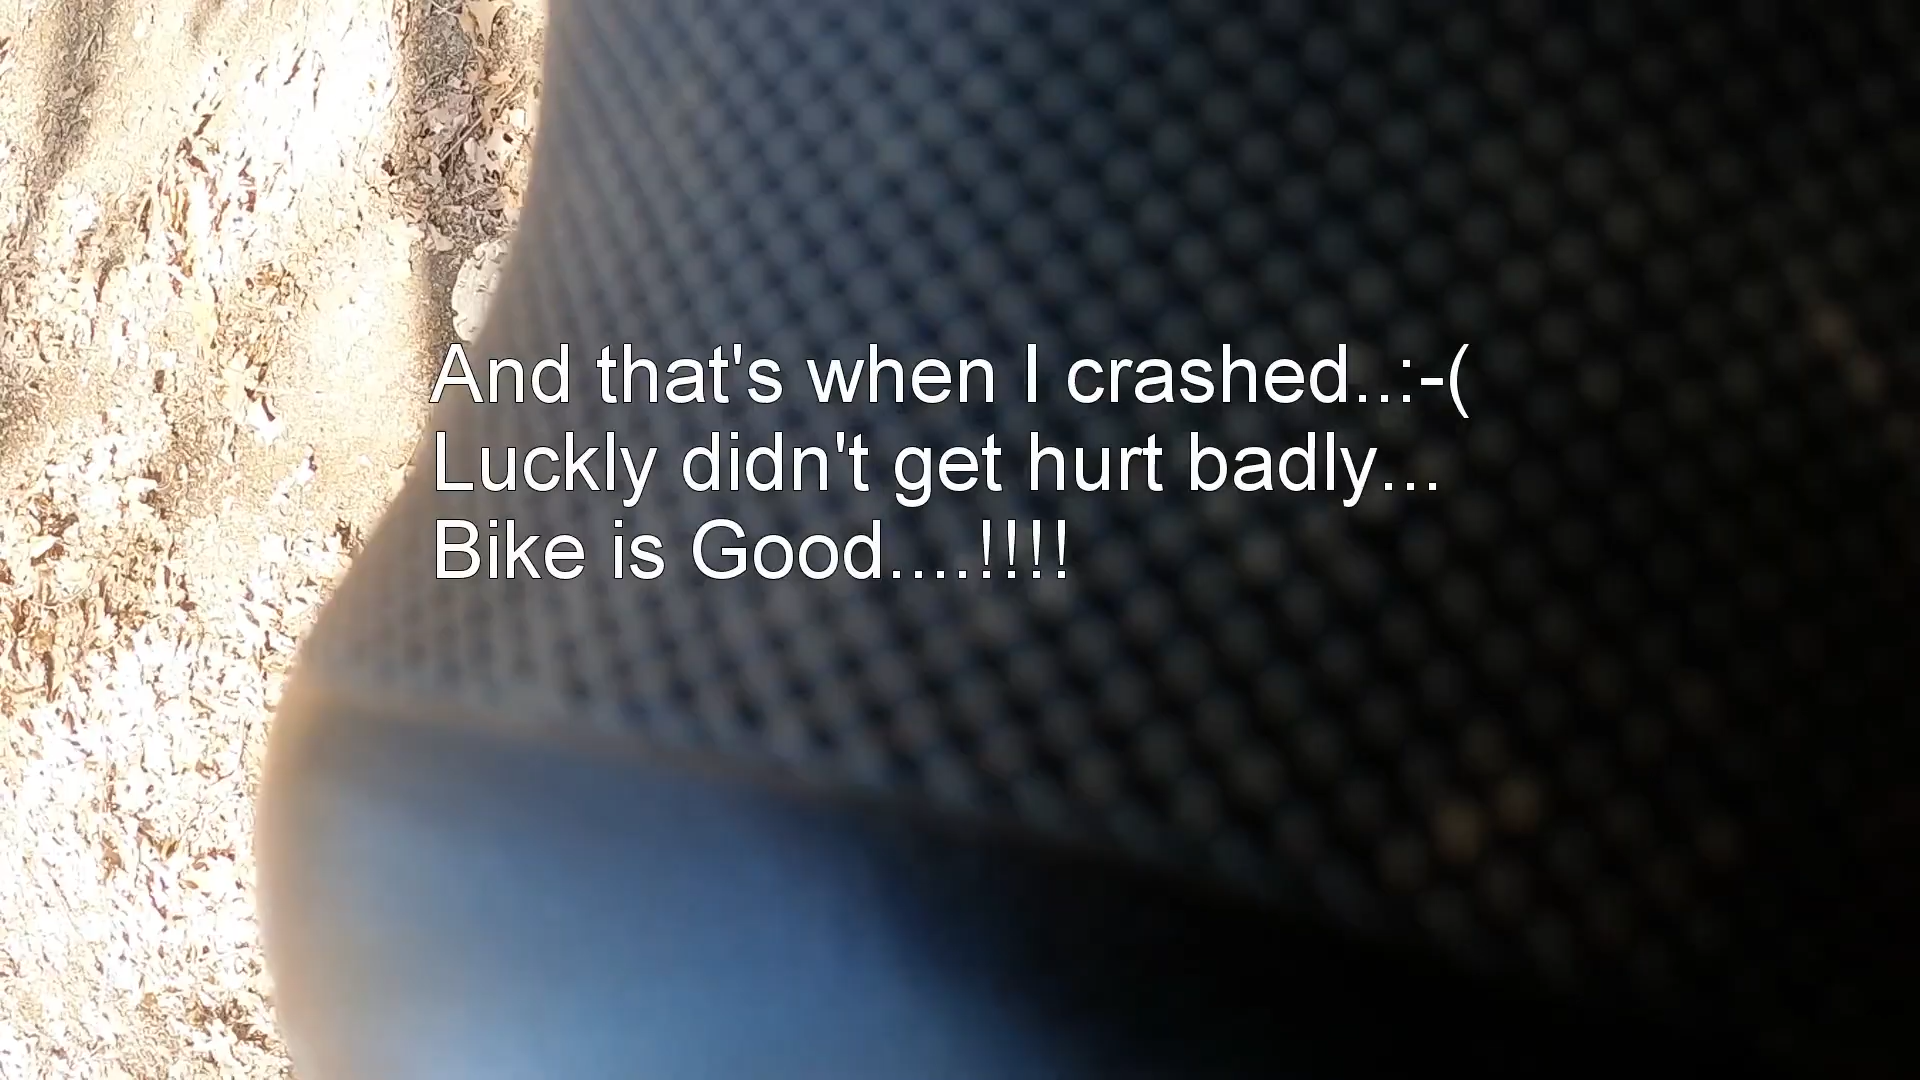 And that's when I crashed..:-(
Luckly didn't get hurt badly...
Bike is Good....!!!!